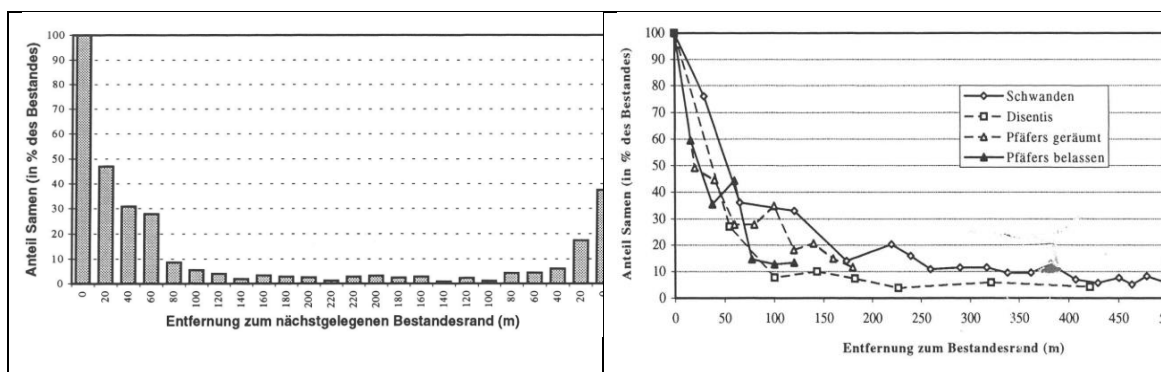 100
90
80
70
60
50
40
30
20
10
0
Anteil Samen (in % des Bestandes)
0 20 40 60 80 100 120 140 160 180 200 220 220 200 180 160 140 120 100 80 60 40 20 0
Entfernung zum nächstgelegenen Bestandesrand (m)
100
90
80
70
60
50
40
30
20
10
0
Anteil Samen (in % des Bestandes)
Schwanden
Disentis
Pfäfers geräumt
Pfäfers belassen
0 50 100 150 200 250 300 350 400 450
Entfernung zum Bestandesrand (m)